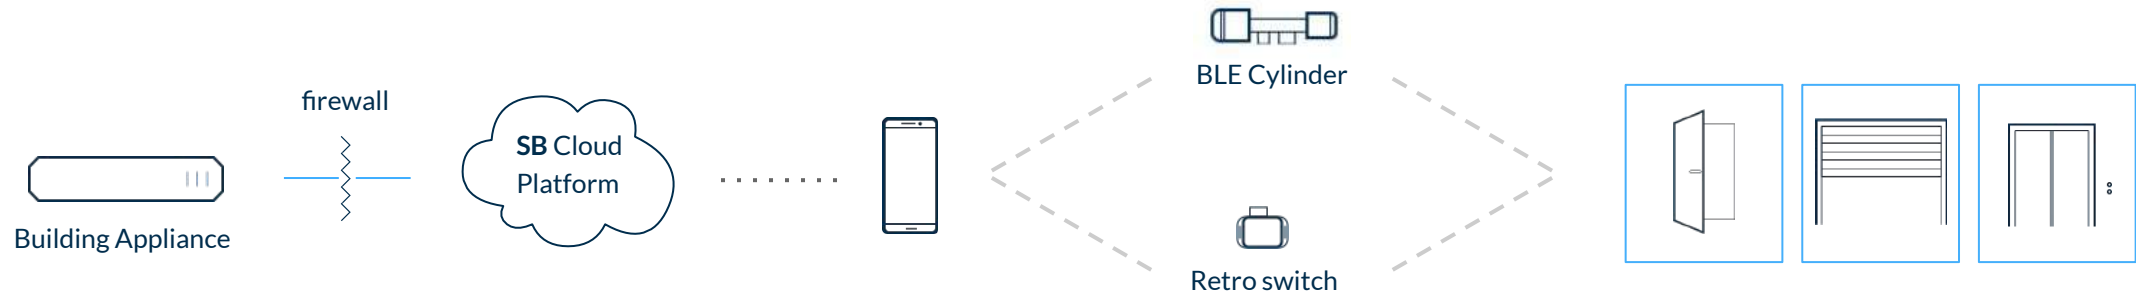 Building Appliance
firewall
SB Cloud
Platform
BLE Cylinder
Retro switch